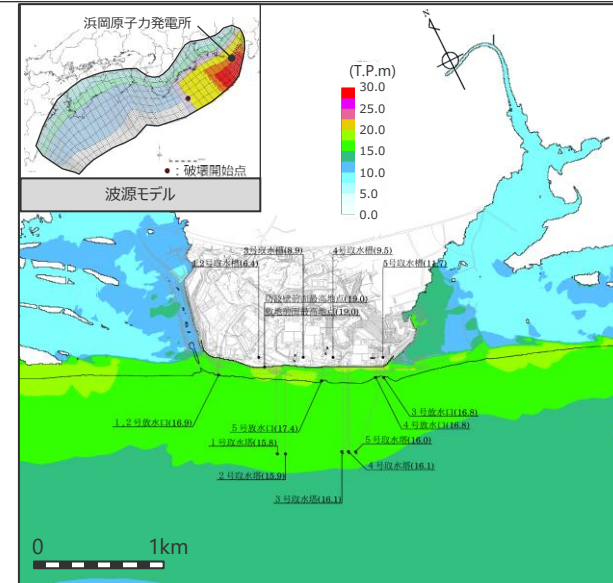 浜岡原子力発電所
●：破壊開始点
波源モデル
N
(T.P.m)
30.0
25.0
20.0
15.0
10.0
5.0
0.0
3号取水槽(8.9)
4号取水槽(9.5)
1,2号取水槽(6.4)
5号取水槽(11.7)
防波壁前面最高地点(19.0)
敷地前面最高地点(19.0)
1,2号放水口(16.9)
5号放水口(17.4)
3号放水口(16.8)
4号放水口(16.8)
1号取水塔(15.8)
5号取水塔(16.0)
2号取水塔(15.9)
4号取水塔(16.1)
3号取水塔(16.1)
0 1km